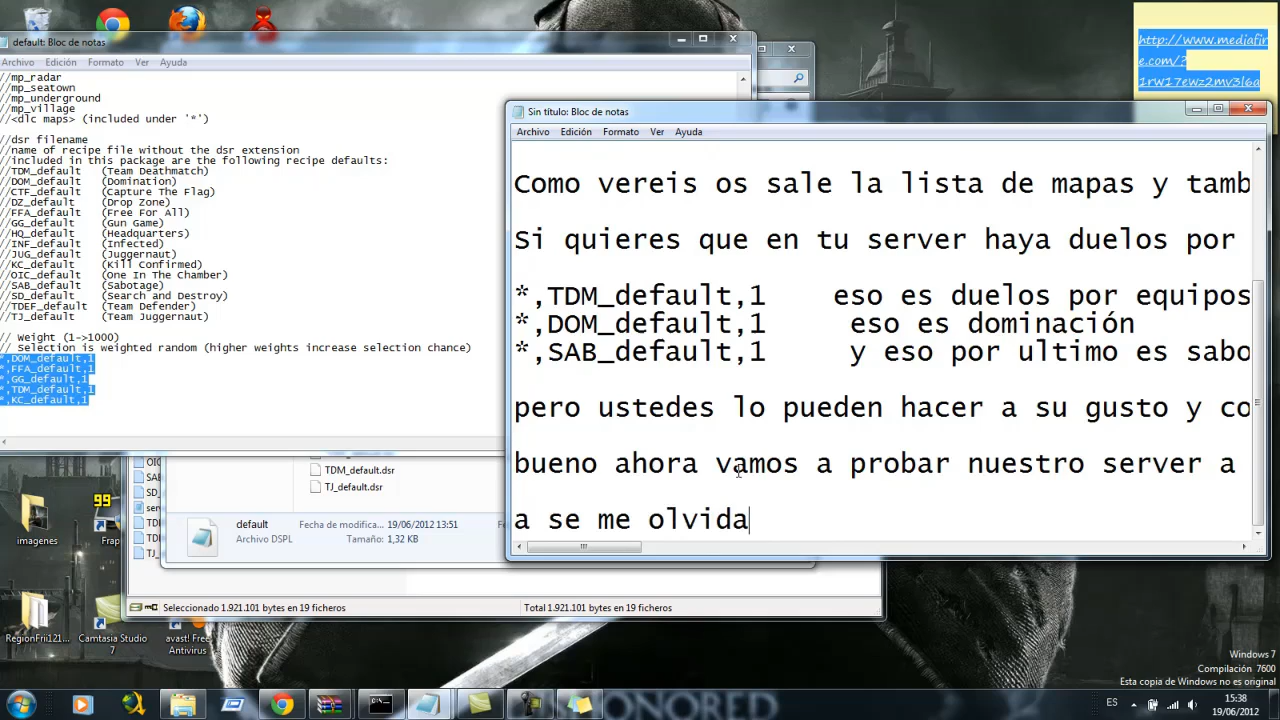 http://www.mediafir
e.com/?
1rw17ewz2mv3l6a
default: Bloc de notas
Archivo Edición Formato Ver Ayuda
//mp_radar
//mp_seatown
//mp_underground
//mp_village
//<dlc maps> (included under '*')
//dsr filename
//name of recipe file without the dsr extension
//included in this package are the following recipe defaults:
//TDM_default (Team Deathmatch)
//DOM_default (Domination)
//CTF_default (Capture The Flag)
//DZ_default (Drop Zone)
//FFA_default (Free For All)
//GG_default (Gun Game)
//HQ_default (Headquarters)
//INF_default (Infected)
//JUG_default (Juggernaut)
//KC_default (Kill Confirmed)
//OIC_default (One In The Chamber)
//SAB_default (Sabotage)
//SD_default (Search and Destroy)
//TDEF_default (Team Defender)
//TJ_default (Team Juggernaut)
// Weight (1->1000)
// Selection is weighted random (higher weights increase selection chance)
*,DOM_default,1
*,FFA_default,1
*,GG_default,1
*,TDM_default,1
*,KC_default,1
Sin título: Bloc de notas
Archivo Edición Formato Ver Ayuda
Como vereis os sale la lista de mapas y tamb
Si quieres que en tu server haya duelos por
*,TDM_default,1 eso es duelos por equipos
*,DOM_default,1 eso es dominación
*,SAB_default,1 y eso por ultimo es sabo
pero ustedes lo pueden hacer a su gusto y co
bueno ahora vamos a probar nuestro server a
a se me olvida
OIC
SAB
SD_
TDE
TDM
TJ_
TDM_default.dsr
TJ_default.dsr
default Fecha de modifica... 19/06/2012 13:51
Archivo DSPL Tamaño: 1,32 KB
Seleccionado 1.921.101 bytes en 19 ficheros Total 1.921.101 bytes en 19 ficheros
99
imagenes
Frap
RegionFrii121...
Camtasia Studio
7
avast! Free
Antivirus
Windows 7
Compilación 7600
Esta copia de Windows no es original
ES
15:38
19/06/2012